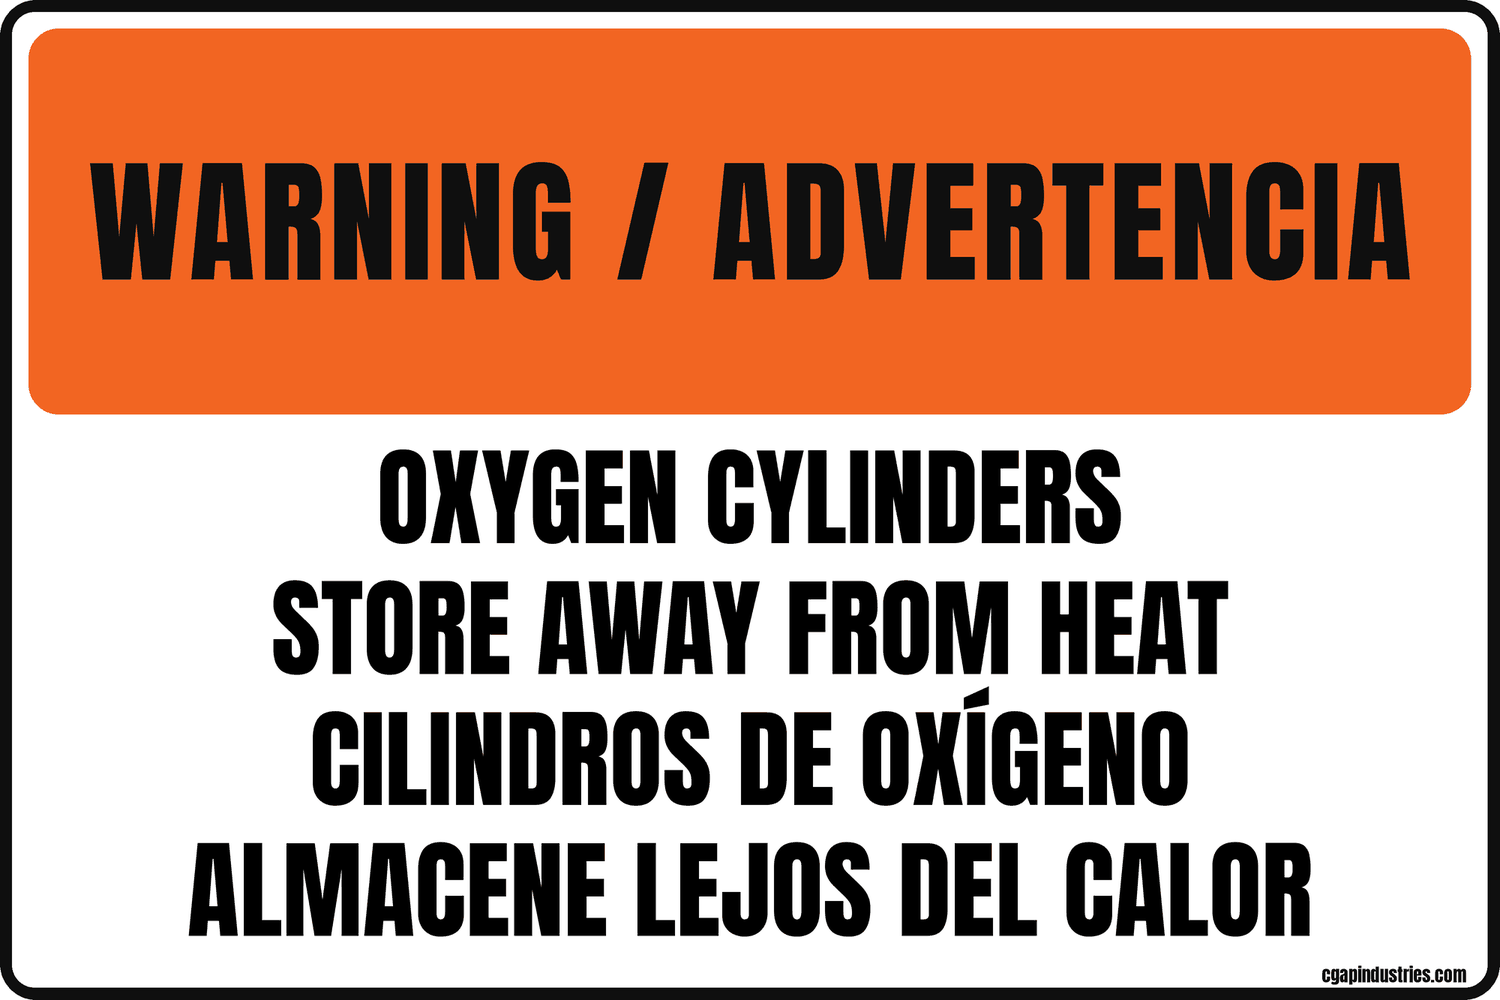 WARNING / ADVERTENCIA
OXYGEN CYLINDERS
STORE AWAY FROM HEAT
CILINDROS DE OXÍGENO
ALMACENE LEJOS DEL CALOR
cgapindustries.com